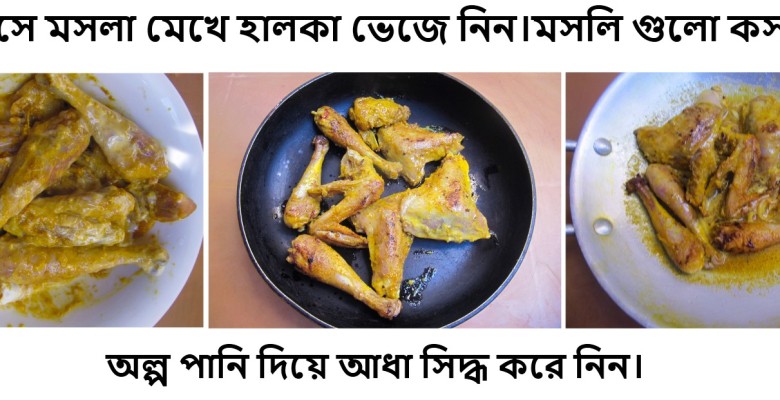 সে মসলা মেখে হালকা ভেজে নিন।মসলি গুলো কস
অল্প পানি দিয়ে আধা সিদ্ধ করে নিন।